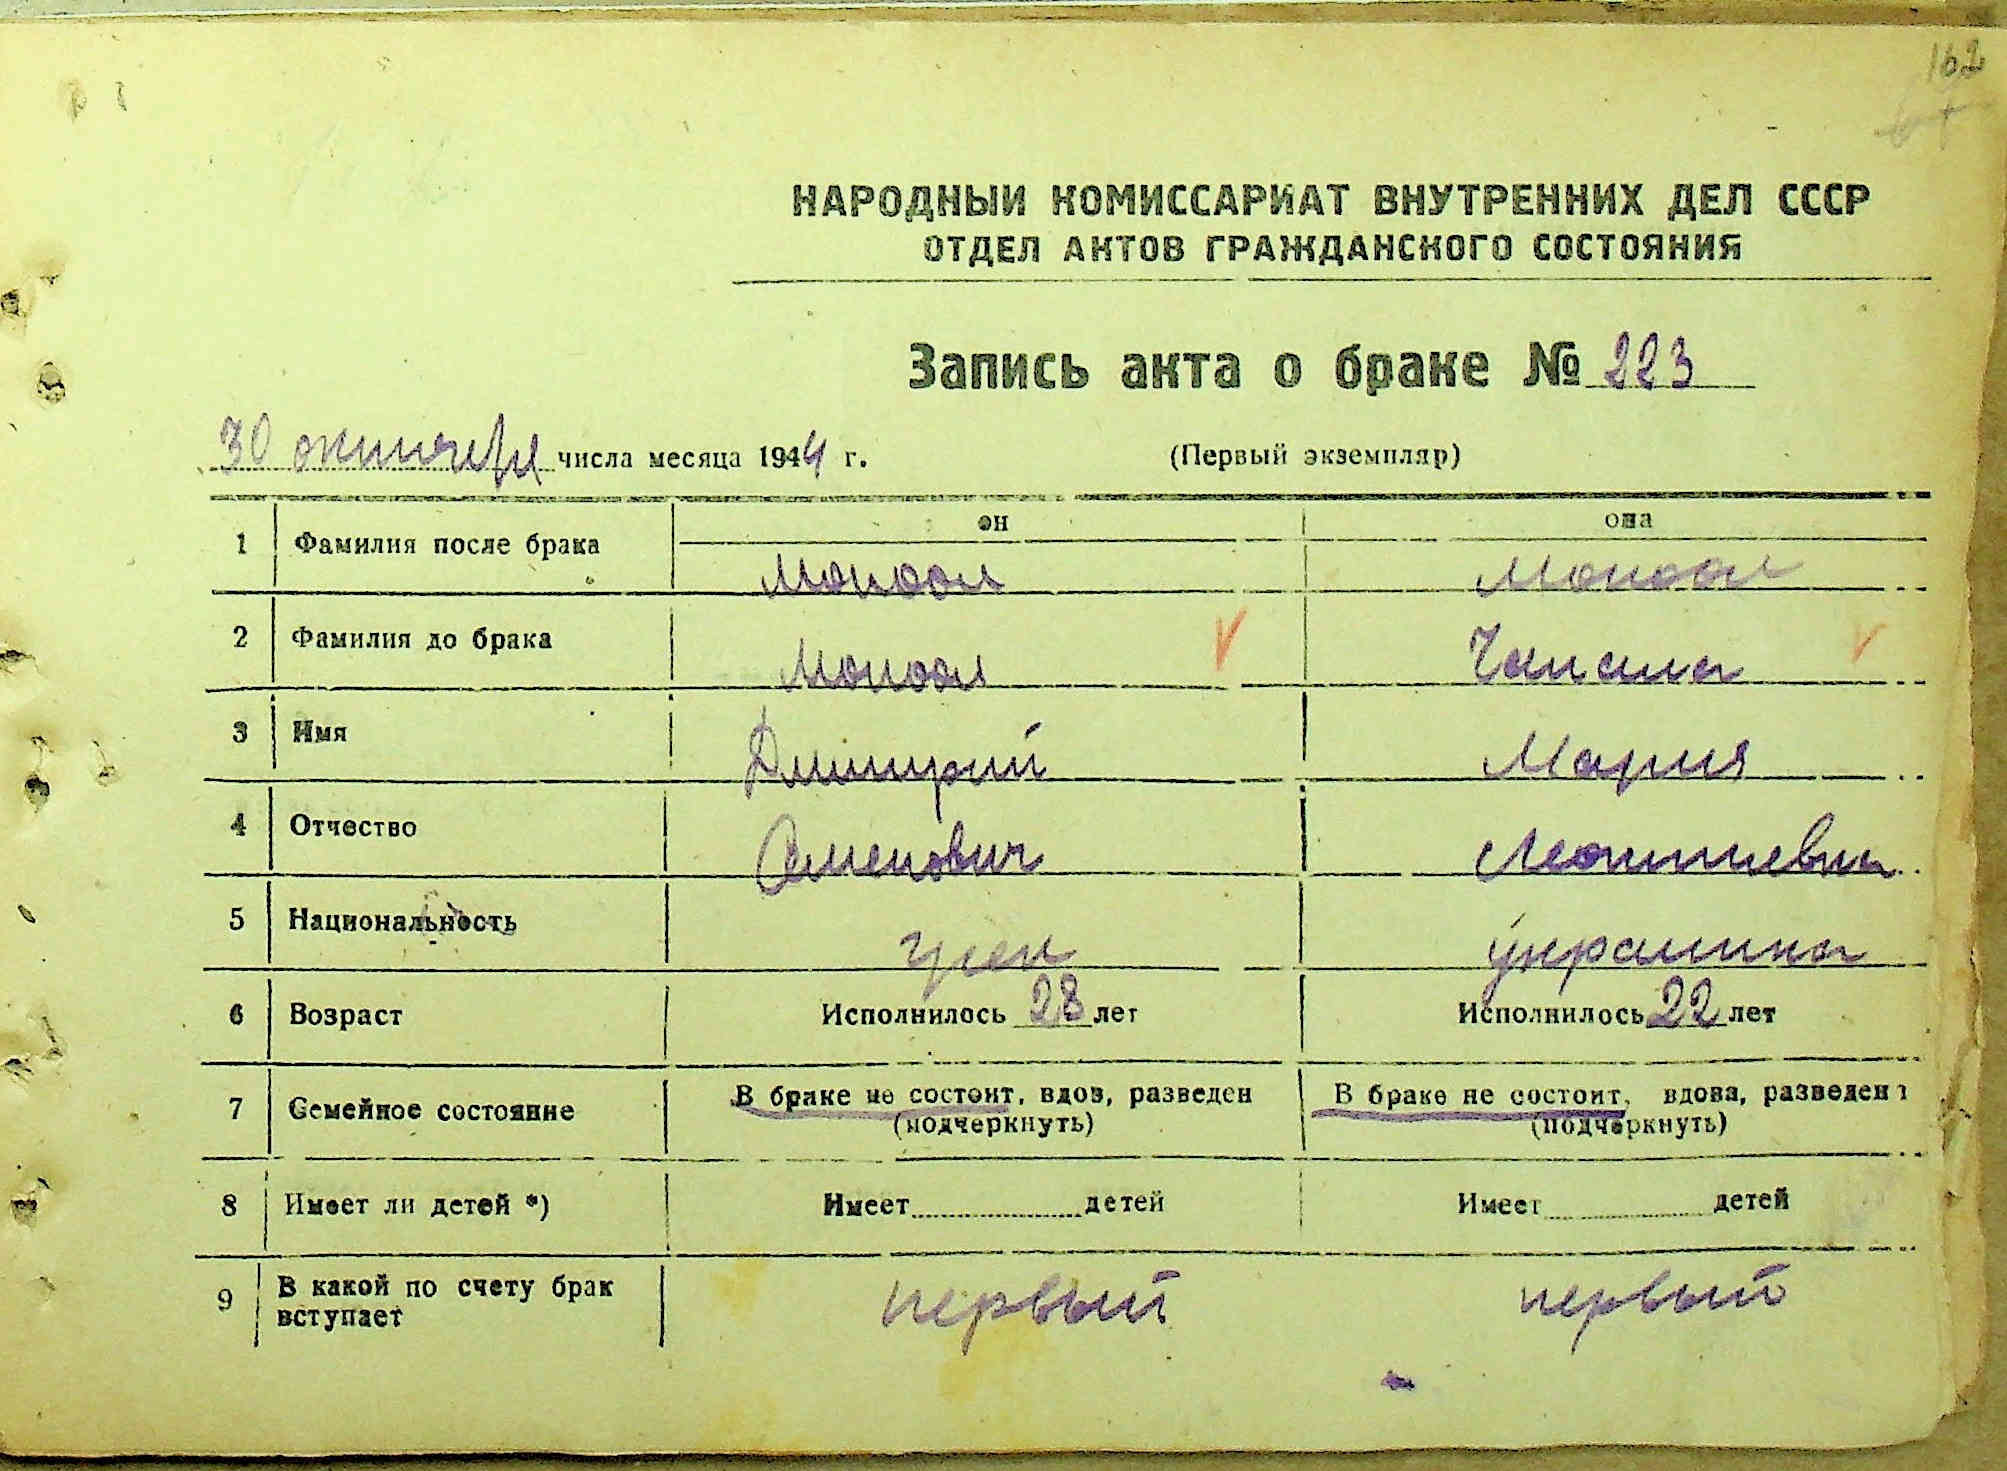 162
НАРОДНЫЙ КОМИССАРИАТ ВНУТРЕННИХ ДЕЛ СССР
ОТДЕЛ АКТОВ ГРАЖДАНСКОГО СОСТОЯНИЯ
Запись акта о браке № 223
30 октября числа месяца 1944 г. (Первый экземпляр)
он она
1 Фамилия после брака
2 Фамилия до брака
3 Имя Дмитрий Мария
4 Отчество Семенович
5 Национальность грек украинка
6 Возраст Исполнилось 28 лет Исполнилось 22 лет
7 Семейное состояние В браке не состоит, вдов, разведен (подчеркнуть) В браке не состоит, вдова, разведен (подчеркнуть)
8 Имеет ли детей *) Имеет детей Имеет детей
9 В какой по счету брак вступает первый первый